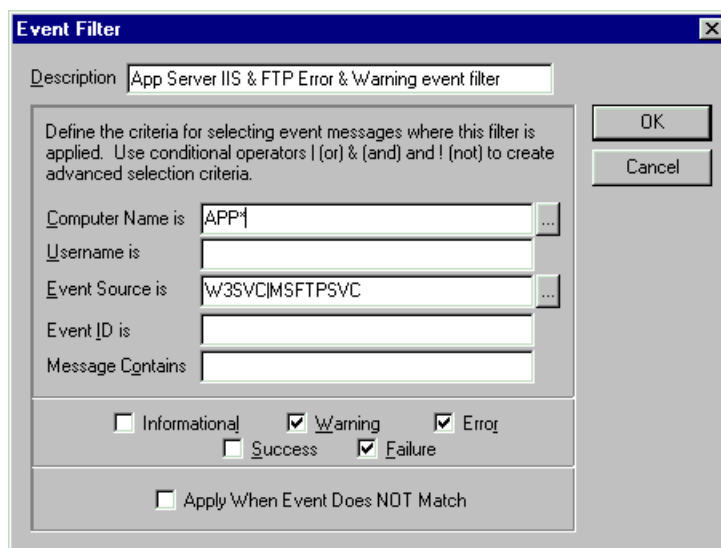 Event Filter
Description App Server IIS & FTP Error & Warning event filter
Define the criteria for selecting event messages where this filter is
applied. Use conditional operators | (or) & (and) and ! (not) to create
advanced selection criteria.
OK
Cancel
Computer Name is APP*
...
Username is
Event Source is W3SVC|MSFTPSVC
...
Event ID is
Message Contains
Informational Warning Error
Success Failure
Apply When Event Does NOT Match